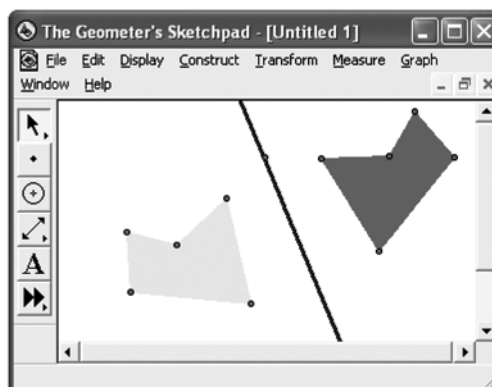 The Geometer's Sketchpad - [Untitled 1]
File Edit Display Construct Transform Measure Graph
Window Help
A